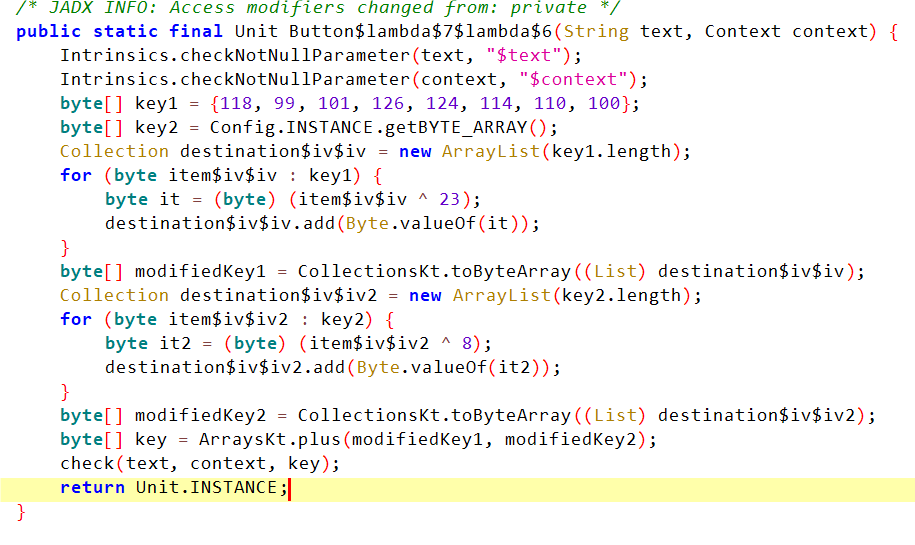 /* JADX INFO: Access modifiers changed from: private */
public static final Unit Button$lambda$7$lambda$6(String text, Context context) {
    Intrinsics.checkNotNullParameter(text, "$text");
    Intrinsics.checkNotNullParameter(context, "$context");
    byte[] key1 = {118, 99, 101, 126, 124, 114, 110, 100};
    byte[] key2 = Config.INSTANCE.getBYTE_ARRAY();
    Collection destination$iv$iv = new ArrayList(key1.length);
    for (byte item$iv$iv : key1) {
        byte it = (byte) (item$iv$iv ^ 23);
        destination$iv$iv.add(Byte.valueOf(it));
    }
    byte[] modifiedKey1 = CollectionsKt.toByteArray((List) destination$iv$iv);
    Collection destination$iv$iv2 = new ArrayList(key2.length);
    for (byte item$iv$iv2 : key2) {
        byte it2 = (byte) (item$iv$iv2 ^ 8);
        destination$iv$iv2.add(Byte.valueOf(it2));
    }
    byte[] modifiedKey2 = CollectionsKt.toByteArray((List) destination$iv$iv2);
    byte[] key = ArraysKt.plus(modifiedKey1, modifiedKey2);
    check(text, context, key);
    return Unit.INSTANCE;
}